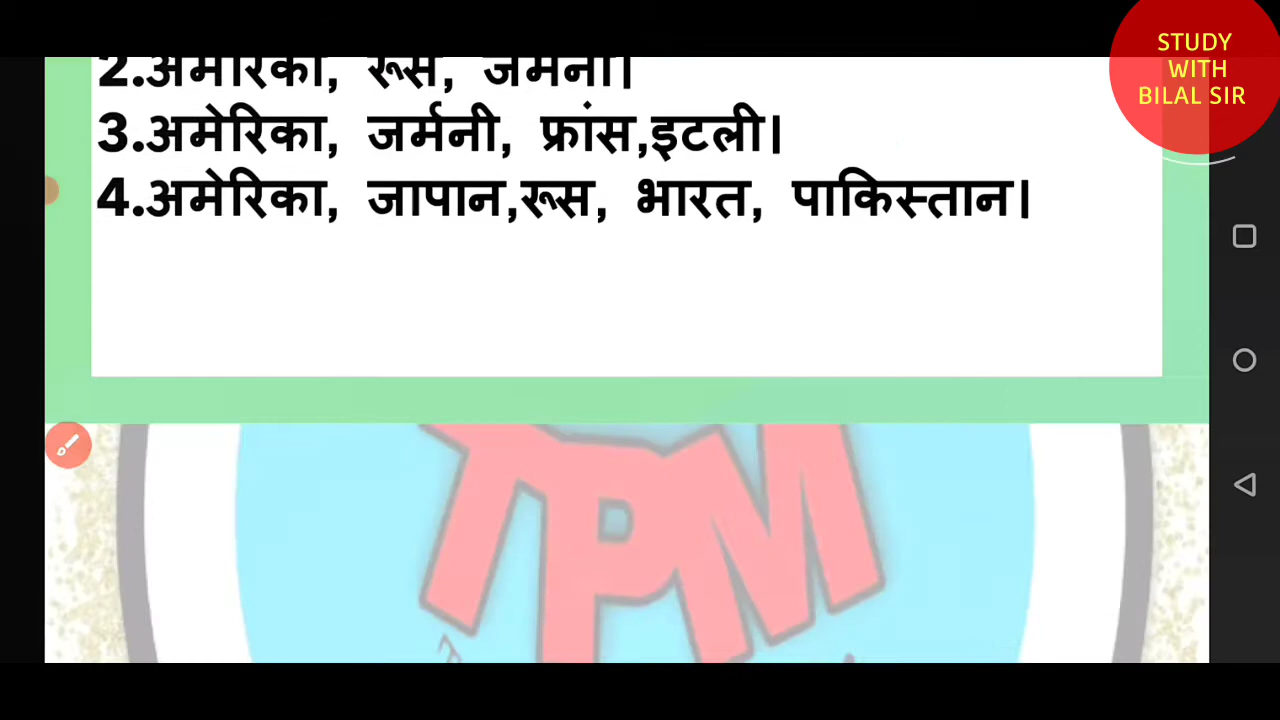 STUDY
WITH
BILAL SIR
2.अमेरिका, रूस, जर्मनी।
3.अमेरिका, जर्मनी, फ्रांस,इटली।
4.अमेरिका, जापान,रूस, भारत, पाकिस्तान।
TPM